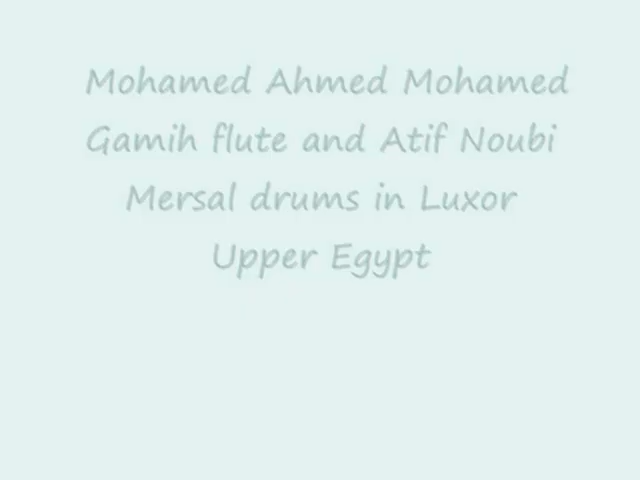 Mohamed Ahmed Mohamed
Gamih flute and Atif Noubi
Mersal drums in Luxor
Upper Egypt